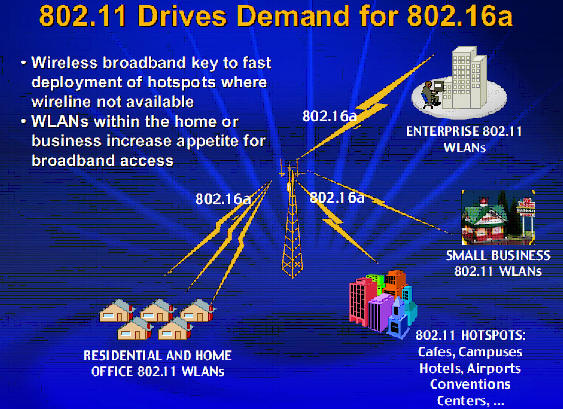 802.11 Drives Demand for 802.16a
• Wireless broadband key to fast
deployment of hotspots where
wireline not available
• WLANs within the home or
business increase appetite for
broadband access
802.16a
ENTERPRISE 802.11
WLANs
802.16a
802.16a
SMALL BUSINESS
802.11 WLANs
RESIDENTIAL AND HOME
OFFICE 802.11 WLANs
802.11 HOTSPOTS:
Cafes, Campuses
Hotels, Airports
Conventions
Centers, ...